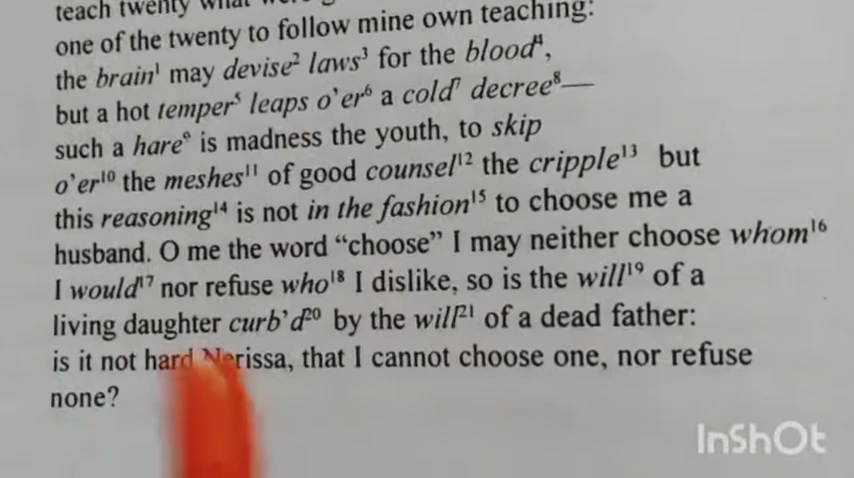 teach twenty what
one of the twenty to follow mine own teaching:
the brain¹ may devise² laws³ for the blood⁴,
but a hot temper⁵ leaps o'er⁶ a cold⁷ decree⁸—
such a hare⁹ is madness the youth, to skip
o'er¹⁰ the meshes¹¹ of good counsel¹² the cripple¹³ but
this reasoning¹⁴ is not in the fashion¹⁵ to choose me a
husband. O me the word “choose” I may neither choose whom¹⁶
I would¹⁷ nor refuse who¹⁸ I dislike, so is the will¹⁹ of a
living daughter curb'd²⁰ by the will²¹ of a dead father:
is it not hard Nerissa, that I cannot choose one, nor refuse
none?
InShOt